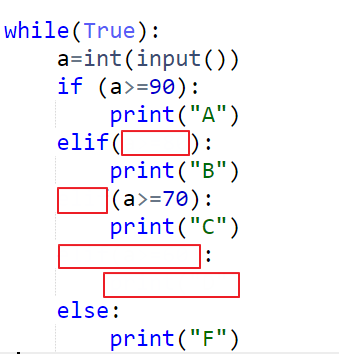 while(True):
    a=int(input())
    if (a>=90):
        print("A")
    elif(     ):
        print("B")
         (a>=70):
        print("C")
                :
    else:
        print("F")